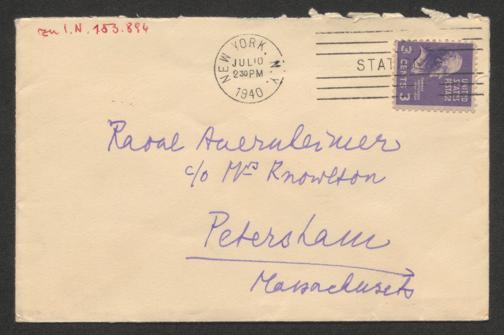 zu I.N. 153.894
NEW YORK, N.Y.
JUL 10
2 30 PM
1940
STAT
3 CENTS 3
UNITED STATES POSTAGE
Raoul Auernheimer
c/o Mrs Knowlton
Petersham
Massachusets